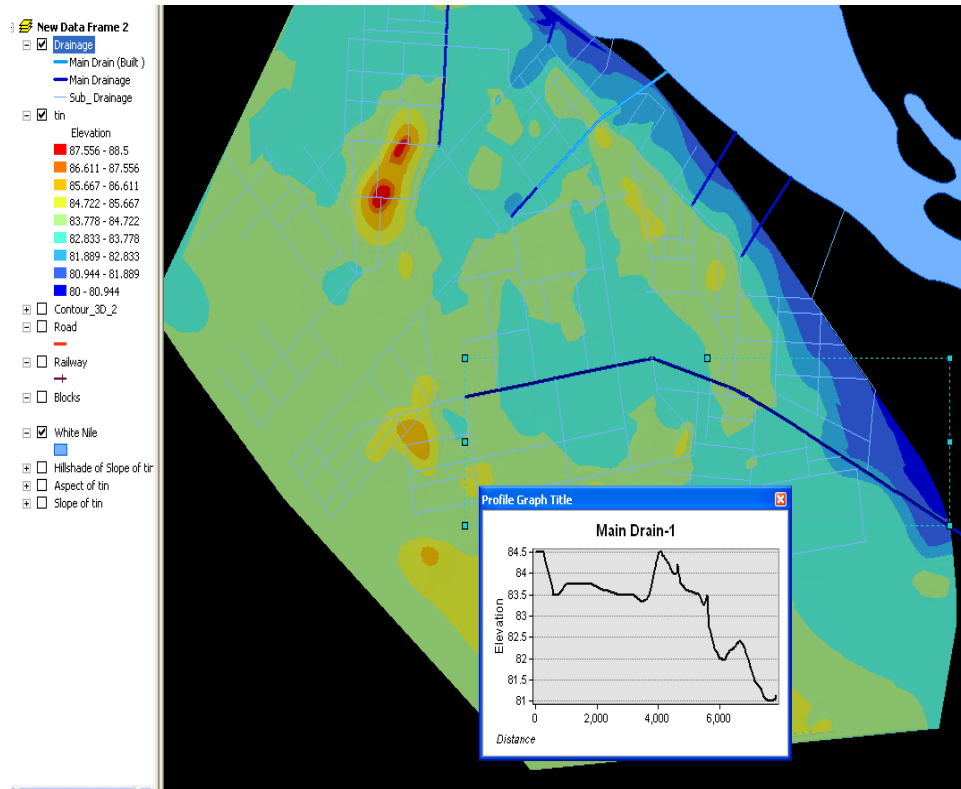 New Data Frame 2
Drainage
Main Drain (Built )
Main Drainage
Sub_ Drainage
tin
Elevation
87.556 - 88.5
86.611 - 87.556
85.667 - 86.611
84.722 - 85.667
83.778 - 84.722
82.833 - 83.778
81.889 - 82.833
80.944 - 81.889
80 - 80.944
Contour_3D_2
Road
Railway
Blocks
White Nile
Hillshade of Slope of tin
Aspect of tin
Slope of tin
Profile Graph Title
Main Drain-1
84.5
84
83.5
83
82.5
82
81.5
81
Elevation
0 2,000 4,000 6,000
Distance